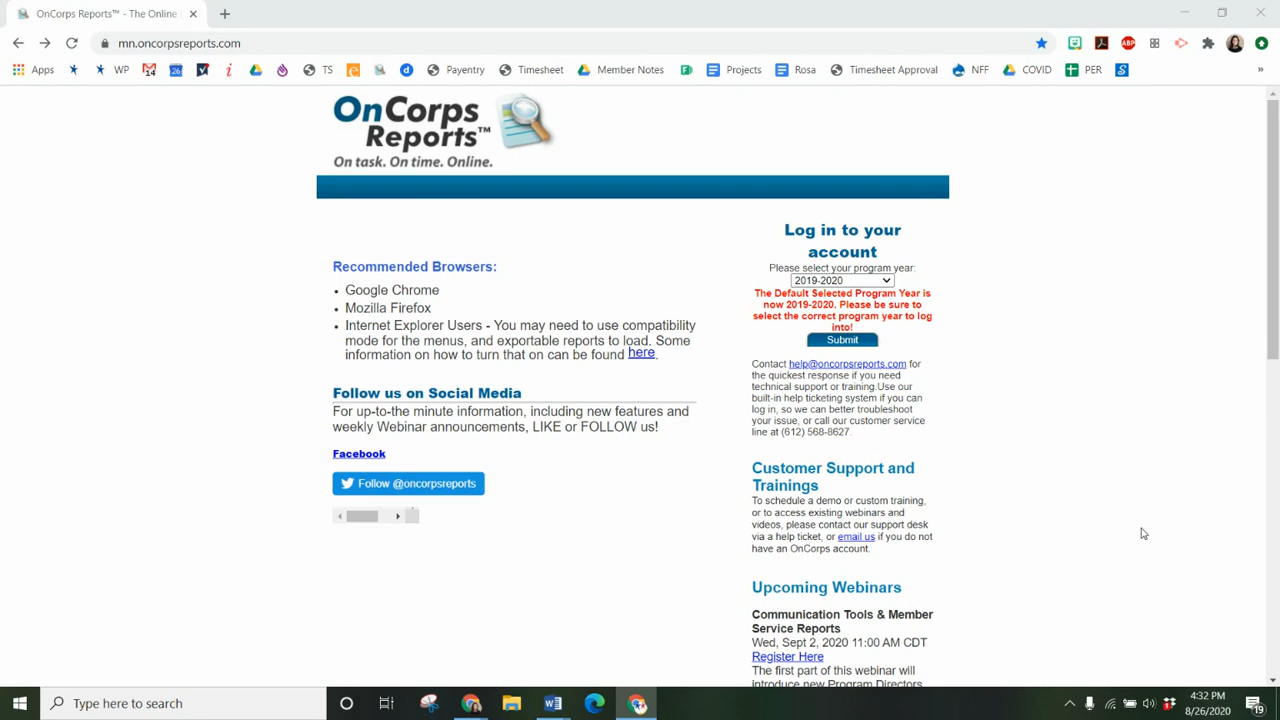 OnCorps Reports™ - The Online
mn.oncorpsreports.com
Apps
WP
14
26
TS
Payentry
Timesheet
Member Notes
Projects
Rosa
Timesheet Approval
NFF
COVID
PER
»
ABP
OnCorps
Reports™
On task. On time. Online.
Log in to your
account
Please select your program year:
2019-2020
The Default Selected Program Year is
now 2019-2020. Please be sure to
select the correct program year to log
into!
Submit
Recommended Browsers:
• Google Chrome
• Mozilla Firefox
• Internet Explorer Users - You may need to use compatibility
mode for the menus, and exportable reports to load. Some
information on how to turn that on can be found here.
Follow us on Social Media
For up-to-the minute information, including new features and
weekly Webinar announcements, LIKE or FOLLOW us!
Facebook
Follow @oncorpsreports
Contact help@oncorpsreports.com for
the quickest response if you need
technical support or training.Use our
built-in help ticketing system if you can
log in, so we can better troubleshoot
your issue, or call our customer service
line at (612) 568-8627.
Customer Support and
Trainings
To schedule a demo or custom training,
or to access existing webinars and
videos, please contact our support desk
via a help ticket, or email us if you do not
have an OnCorps account.
Upcoming Webinars
Communication Tools & Member
Service Reports
Wed, Sept 2, 2020 11:00 AM CDT
Register Here
The first part of this webinar will
introduce new Program Directors
Type here to search
4:32 PM
8/26/2020
19